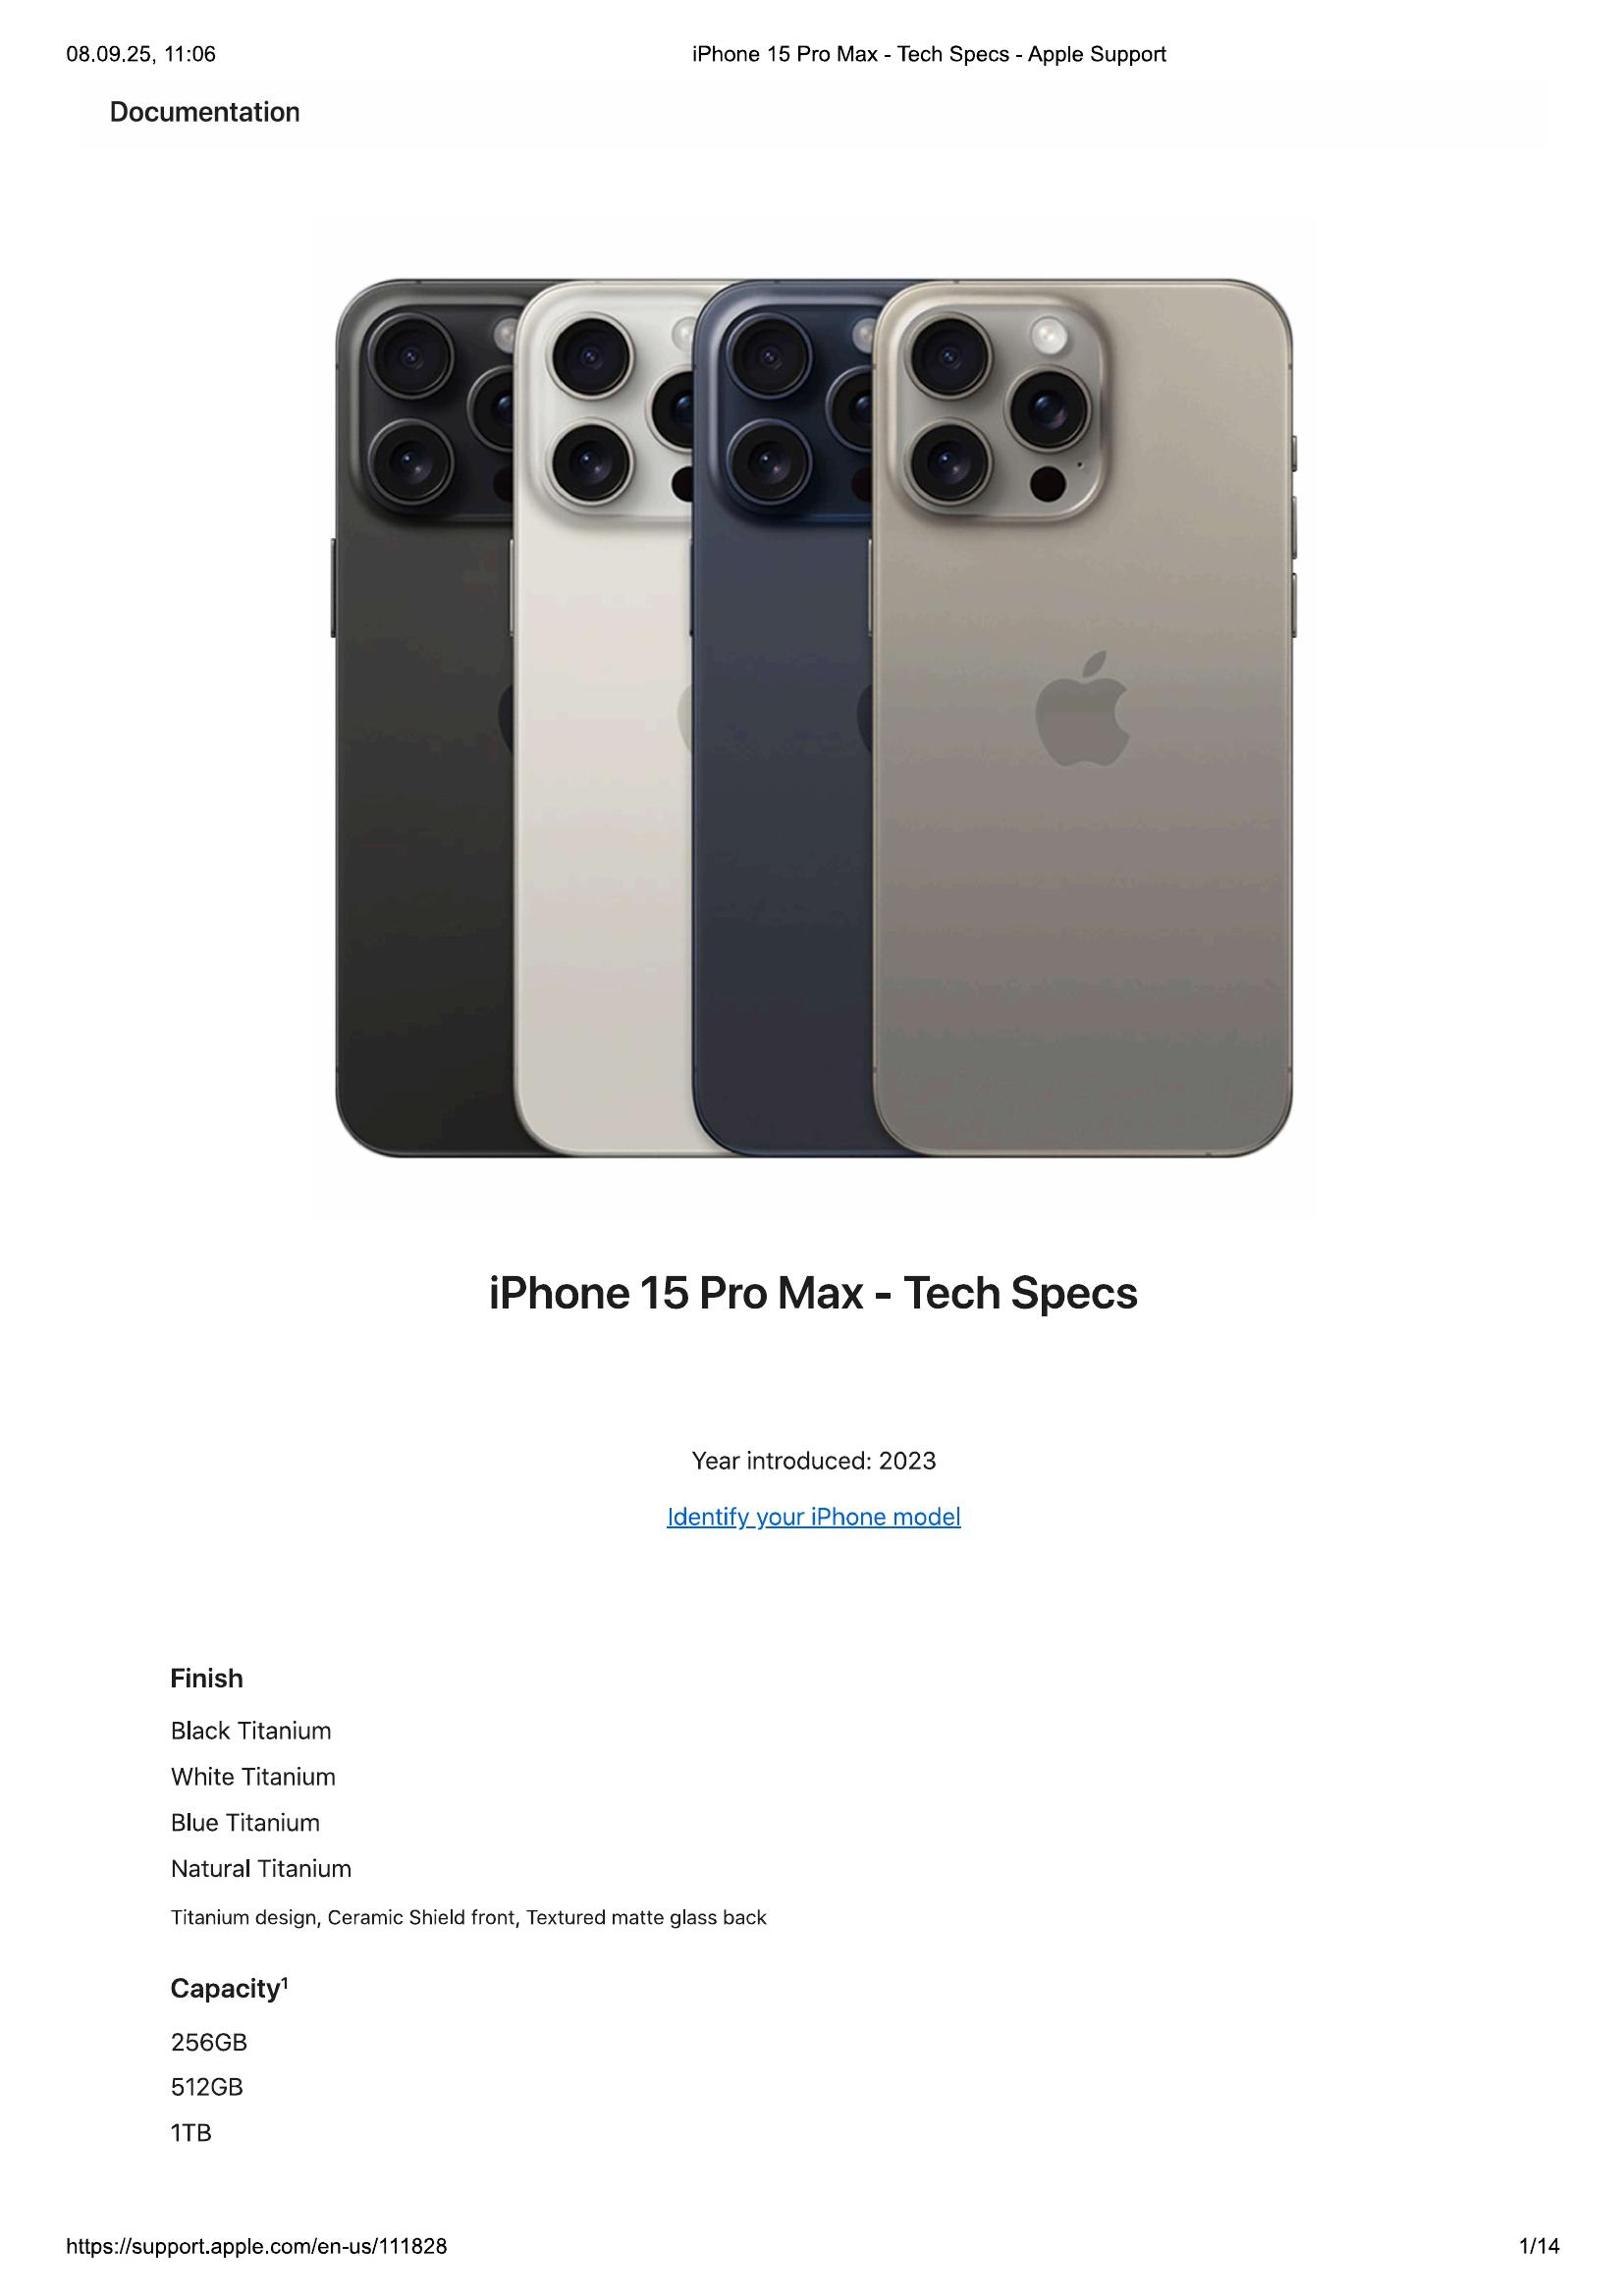 08.09.25, 11:06
iPhone 15 Pro Max - Tech Specs - Apple Support
Documentation
iPhone 15 Pro Max - Tech Specs
Year introduced: 2023
Identify your iPhone model
Finish
Black Titanium
White Titanium
Blue Titanium
Natural Titanium
Titanium design, Ceramic Shield front, Textured matte glass back
Capacity¹
256GB
512GB
1TB
https://support.apple.com/en-us/111828
1/14